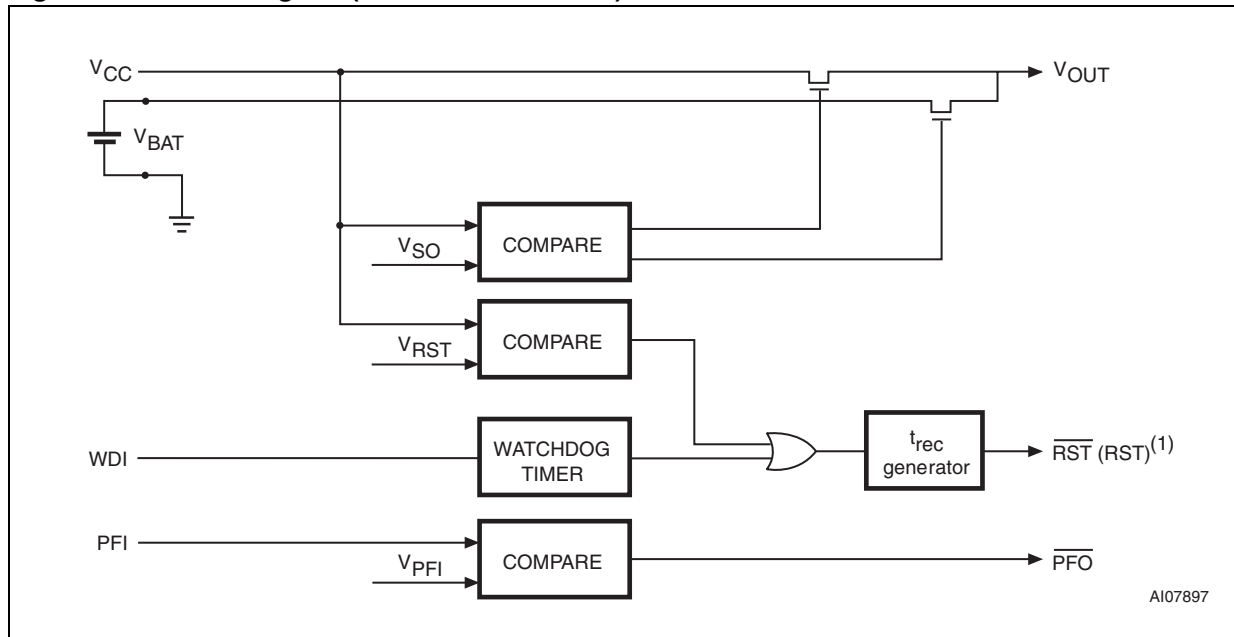 VCC
VOUT
VBAT
COMPARE
VSO
COMPARE
VRST
WDI
WATCHDOG
TIMER
trec
generator
RST (RST)(1)
PFI
COMPARE
VPFI
PFO
AI07897